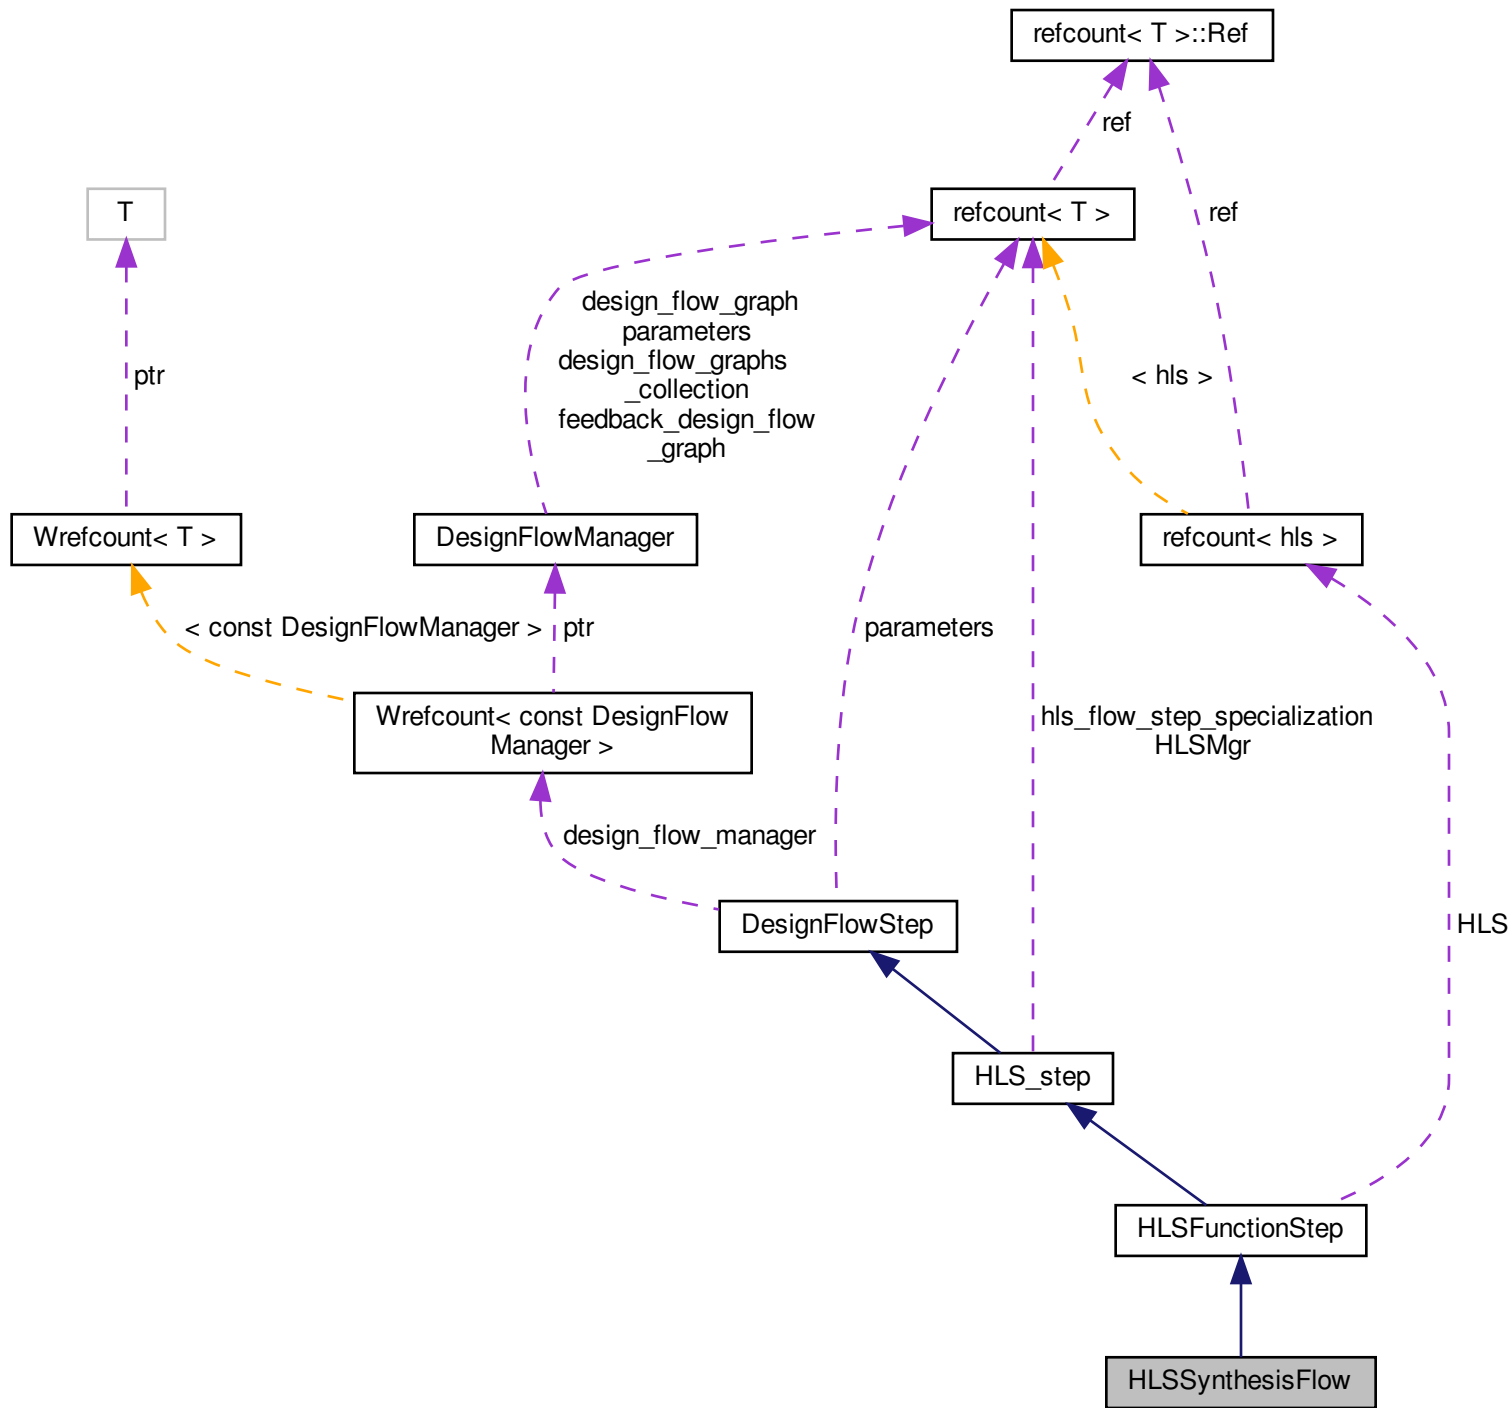 refcount< T >::Ref
ref
T
refcount< T >
ref
design_flow_graph
parameters
design_flow_graphs
_collection
feedback_design_flow
_graph
ptr
< hls >
Wrefcount< T >
DesignFlowManager
refcount< hls >
< const DesignFlowManager >
ptr
parameters
Wrefcount< const DesignFlow
Manager >
hls_flow_step_specialization
HLSMgr
design_flow_manager
DesignFlowStep
HLS
HLS_step
HLSFunctionStep
HLSSynthesisFlow